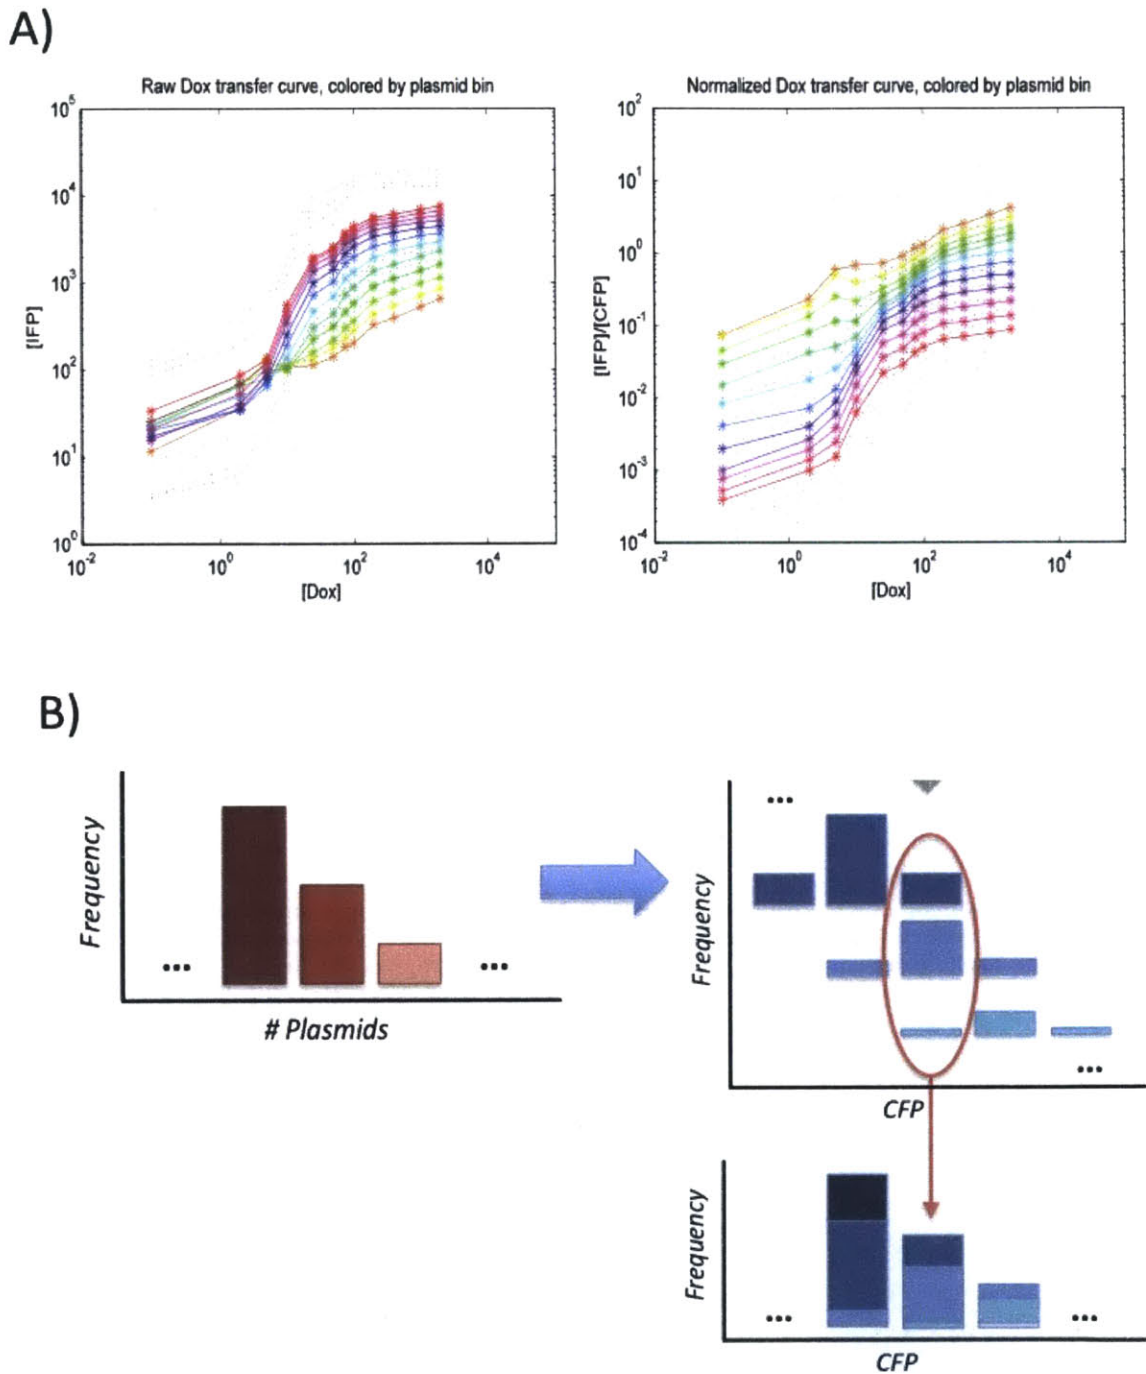 A)
Raw Dox transfer curve, colored by plasmid bin
10^5
10^4
10^3
10^2
10^1
10^0
[IFP]
10^-2
10^0
10^2
10^4
[Dox]
Normalized Dox transfer curve, colored by plasmid bin
10^2
10^1
10^0
10^-1
10^-2
10^-3
10^-4
[IFP]/[CFP]
10^-2
10^0
10^2
10^4
[Dox]
B)
Frequency
...
...
# Plasmids
Frequency
...
...
CFP
Frequency
...
...
CFP